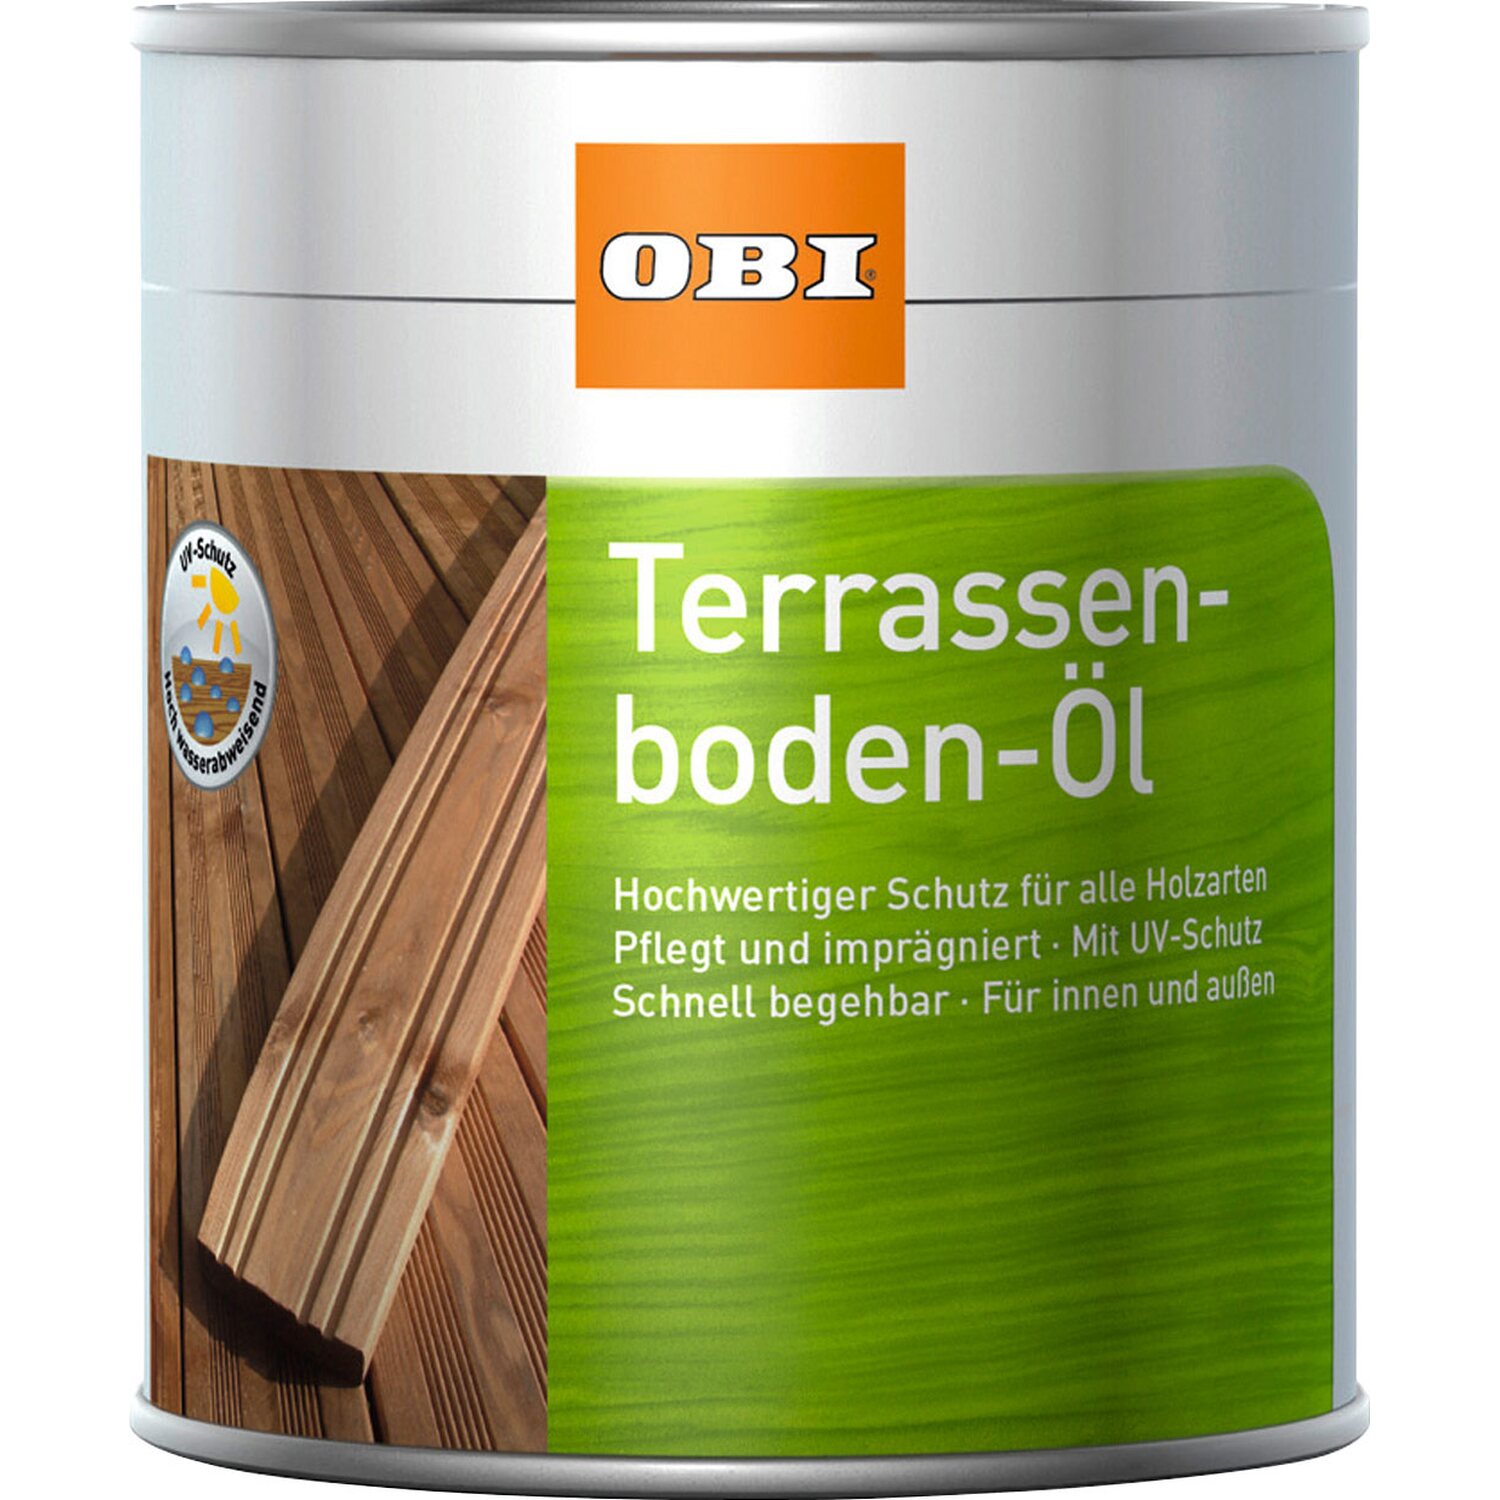 OBI®
UV-Schutz
Hoch wasserabweisend
Terrassen-
boden-Öl
Hochwertiger Schutz für alle Holzarten
Pflegt und imprägniert · Mit UV-Schutz
Schnell begehbar · Für innen und außen